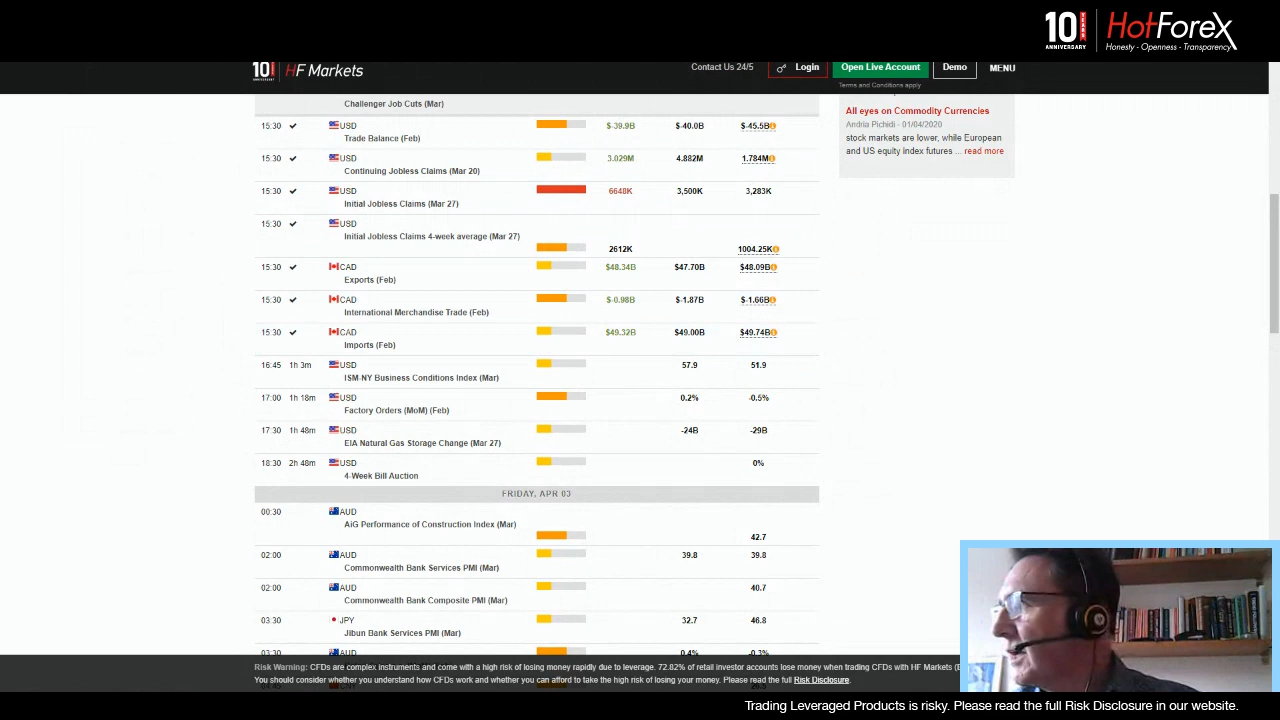 10 YEARS ANNIVERSARY HotForeX
Honesty - Openness - Transparency
10 ANNIVERSARY HF Markets Contact Us 24/5 Login Open Live Account Demo MENU
Terms and Conditions apply
Challenger Job Cuts (Mar)
All eyes on Commodity Currencies
Andria Pichidi - 01/04/2020
stock markets are lower, while European
and US equity index futures ... read more
15:30 USD $-39.9B $-40.0B $-45.5B
Trade Balance (Feb)
15:30 USD 3.029M 4.882M 1.784M
Continuing Jobless Claims (Mar 20)
15:30 USD 6648K 3,500K 3,283K
Initial Jobless Claims (Mar 27)
15:30 USD
Initial Jobless Claims 4-week average (Mar 27)
2612K 1004.25K
15:30 CAD $48.34B $47.70B $48.09B
Exports (Feb)
15:30 CAD $-0.98B $-1.87B $-1.66B
International Merchandise Trade (Feb)
15:30 CAD $49.32B $49.00B $49.74B
Imports (Feb)
16:45 1h 3m USD 57.9 51.9
ISM-NY Business Conditions Index (Mar)
17:00 1h 18m USD 0.2% -0.5%
Factory Orders (MoM) (Feb)
17:30 1h 48m USD -24B -29B
EIA Natural Gas Storage Change (Mar 27)
18:30 2h 48m USD 0%
4-Week Bill Auction
FRIDAY, APR 03
00:30 AUD
AiG Performance of Construction Index (Mar)
42.7
02:00 AUD 39.8 39.8
Commonwealth Bank Services PMI (Mar)
02:00 AUD 40.7
Commonwealth Bank Composite PMI (Mar)
03:30 JPY 32.7 46.8
Jibun Bank Services PMI (Mar)
03:30 AUD 0.4% -0.3%
Risk Warning: CFDs are complex instruments and come with a high risk of losing money rapidly due to leverage. 72.82% of retail investor accounts lose money when trading CFDs with HF Markets
You should consider whether you understand how CFDs work and whether you can afford to take the high risk of losing your money. Please read the full Risk Disclosure.
Trading Leveraged Products is risky. Please read the full Risk Disclosure in our website.